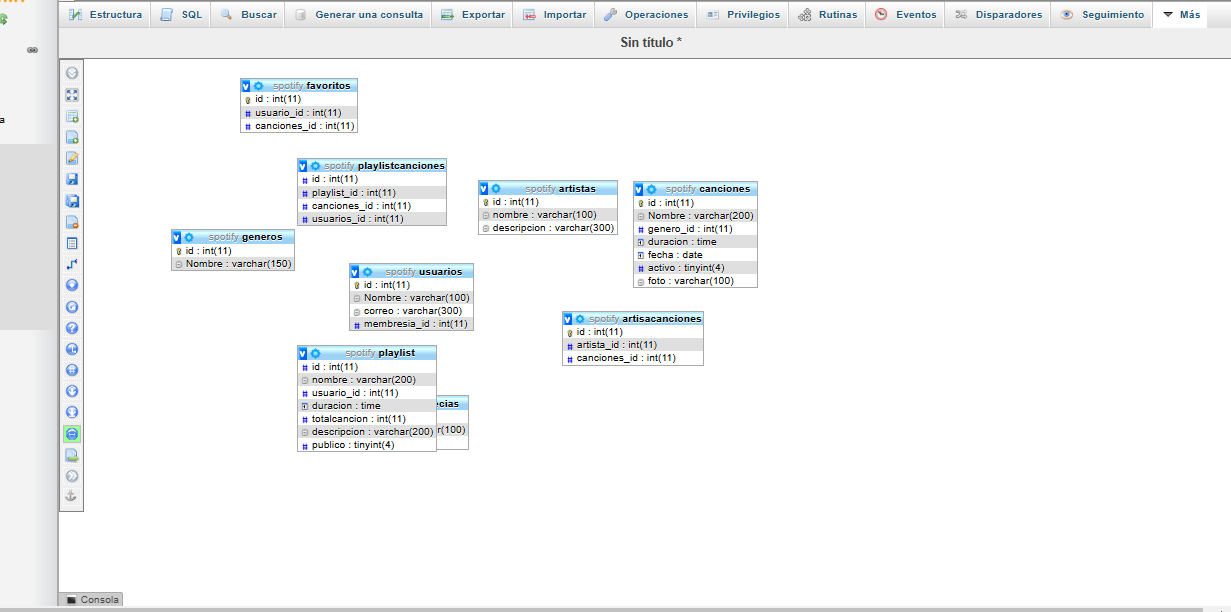 Estructura SQL Buscar Generar una consulta Exportar Importar Operaciones Privilegios Rutinas Eventos Disparadores Seguimiento Más
Sin título *
a
spotify favoritos
id : int(11)
usuario_id : int(11)
canciones_id : int(11)
spotify playlistcanciones
id : int(11)
playlist_id : int(11)
canciones_id : int(11)
usuarios_id : int(11)
spotify artistas
id : int(11)
nombre : varchar(100)
descripcion : varchar(300)
spotify canciones
id : int(11)
Nombre : varchar(200)
genero_id : int(11)
duracion : time
fecha : date
activo : tinyint(4)
foto : varchar(100)
spotify generos
id : int(11)
Nombre : varchar(150)
spotify usuarios
id : int(11)
Nombre : varchar(100)
correo : varchar(300)
membresia_id : int(11)
spotify artisacanciones
id : int(11)
artista_id : int(11)
canciones_id : int(11)
spotify playlist
id : int(11)
nombre : varchar(200)
usuario_id : int(11)
duracion : time
totalcancion : int(11)
descripcion : varchar(200)
publico : tinyint(4)
ecias
r(100)
Consola